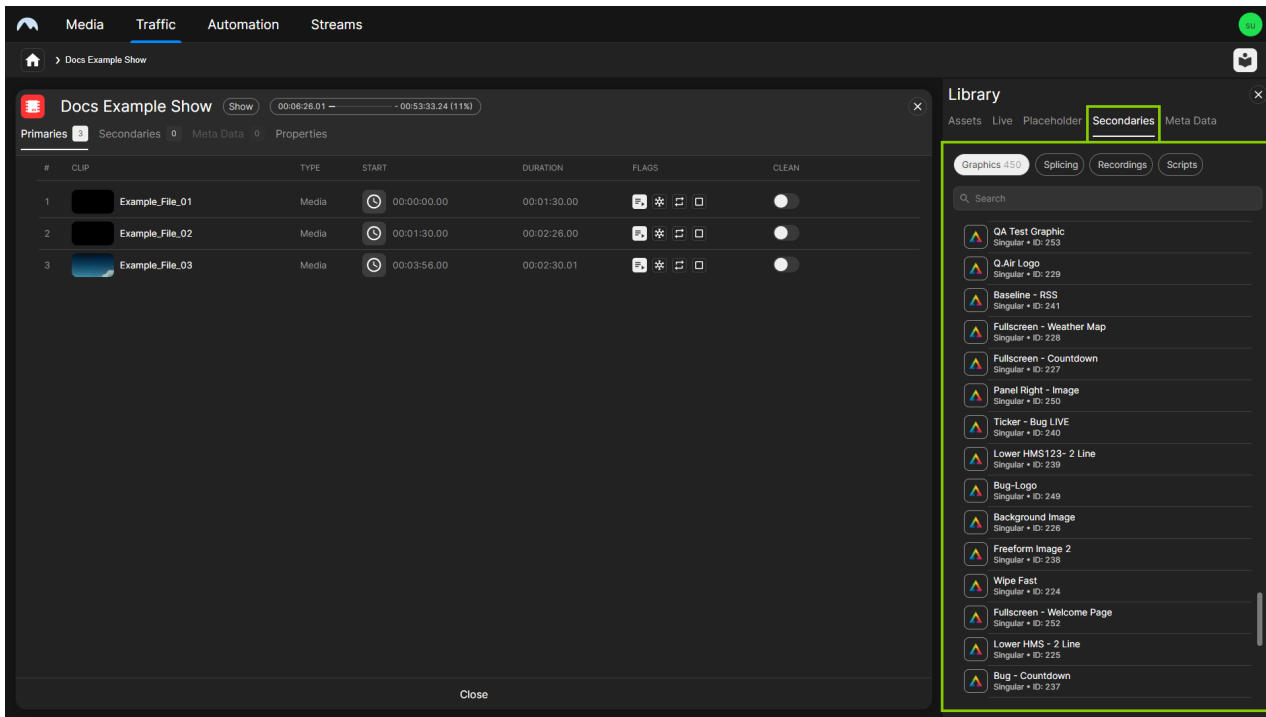 Media Traffic Automation Streams
su
› Docs Example Show
Docs Example Show Show 00:06:26.01 - 00:53:33.24 (11%)
Primaries 3 Secondaries 0 Meta Data 0 Properties
# CLIP TYPE START DURATION FLAGS CLEAN
1 Example_File_01 Media 00:00:00.00 00:01:30.00
2 Example_File_02 Media 00:01:30.00 00:02:26.00
3 Example_File_03 Media 00:03:56.00 00:02:30.01
Close
Library
Assets Live Placeholder Secondaries Meta Data
Graphics 450 Splicing Recordings Scripts
Search
QA Test Graphic
Singular • ID: 253
Q.Air Logo
Singular • ID: 229
Baseline - RSS
Singular • ID: 241
Fullscreen - Weather Map
Singular • ID: 228
Fullscreen - Countdown
Singular • ID: 227
Panel Right - Image
Singular • ID: 250
Ticker - Bug LIVE
Singular • ID: 240
Lower HMS123- 2 Line
Singular • ID: 239
Bug-Logo
Singular • ID: 249
Background Image
Singular • ID: 226
Freeform Image 2
Singular • ID: 238
Wipe Fast
Singular • ID: 224
Fullscreen - Welcome Page
Singular • ID: 252
Lower HMS - 2 Line
Singular • ID: 225
Bug - Countdown
Singular • ID: 237